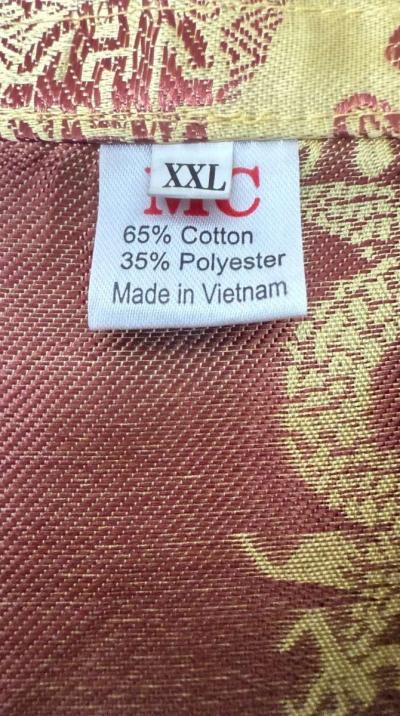 XXL
MC
65% Cotton
35% Polyester
Made in Vietnam